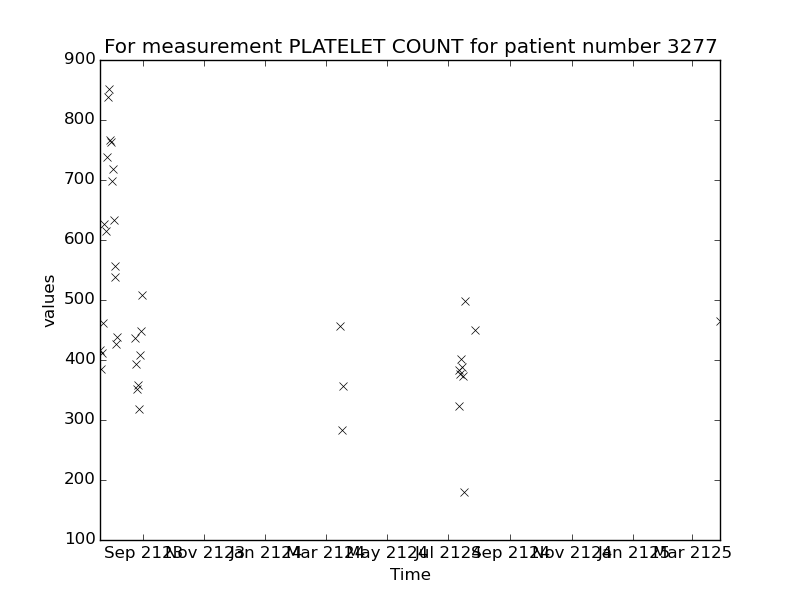 For measurement PLATELET COUNT for patient number 3277
900
800
700
600
500
400
300
200
100
values
Sep 2123 Nov 2123 Jan 2124 Mar 2124 May 2124 Jul 2124 Sep 2124 Nov 2124 Jan 2125 Mar 2125
Time